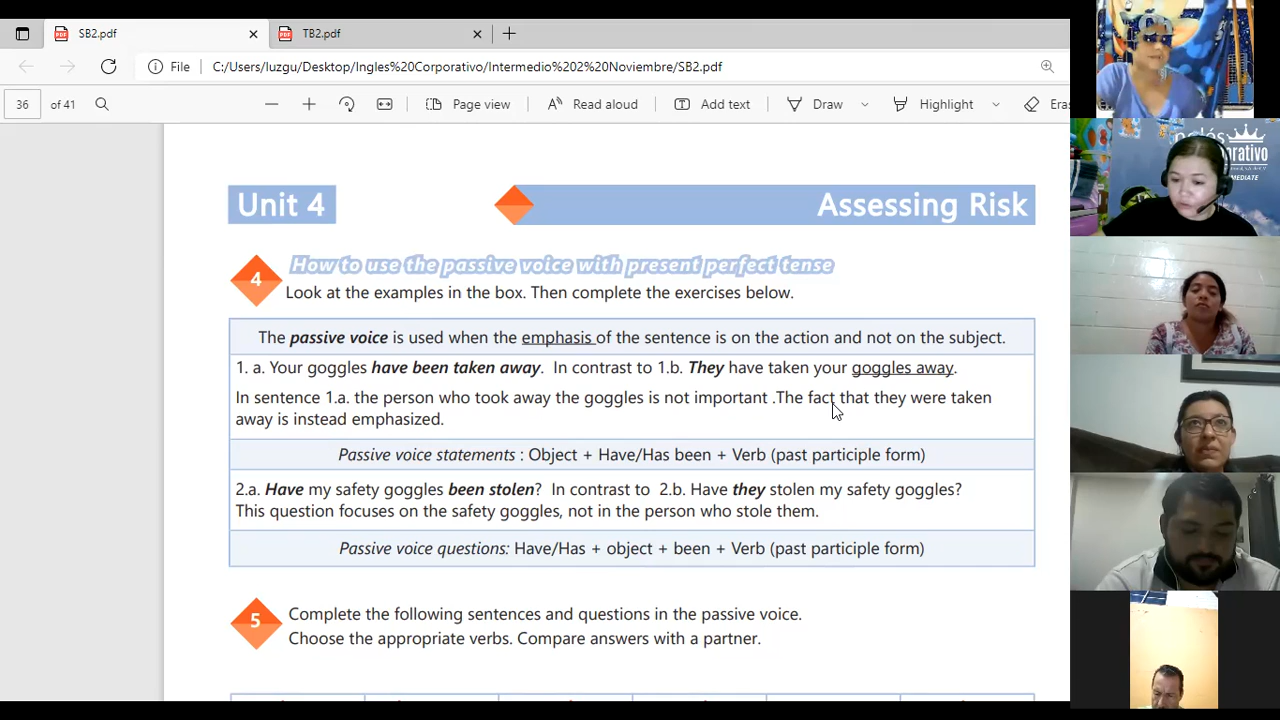 SB2.pdf
TB2.pdf
File C:/Users/luzgu/Desktop/Ingles%20Corporativo/Intermedio%202%20Noviembre/SB2.pdf
36 of 41 Page view Read aloud Add text Draw Highlight Eras
Unit 4 Assessing Risk
4 How to use the passive voice with present perfect tense
Look at the examples in the box. Then complete the exercises below.
The passive voice is used when the emphasis of the sentence is on the action and not on the subject.
1. a. Your goggles have been taken away. In contrast to 1.b. They have taken your goggles away.
In sentence 1.a. the person who took away the goggles is not important .The fact that they were taken
away is instead emphasized.
Passive voice statements : Object + Have/Has been + Verb (past participle form)
2.a. Have my safety goggles been stolen? In contrast to 2.b. Have they stolen my safety goggles?
This question focuses on the safety goggles, not in the person who stole them.
Passive voice questions: Have/Has + object + been + Verb (past participle form)
5 Complete the following sentences and questions in the passive voice.
Choose the appropriate verbs. Compare answers with a partner.
nglés
orativo